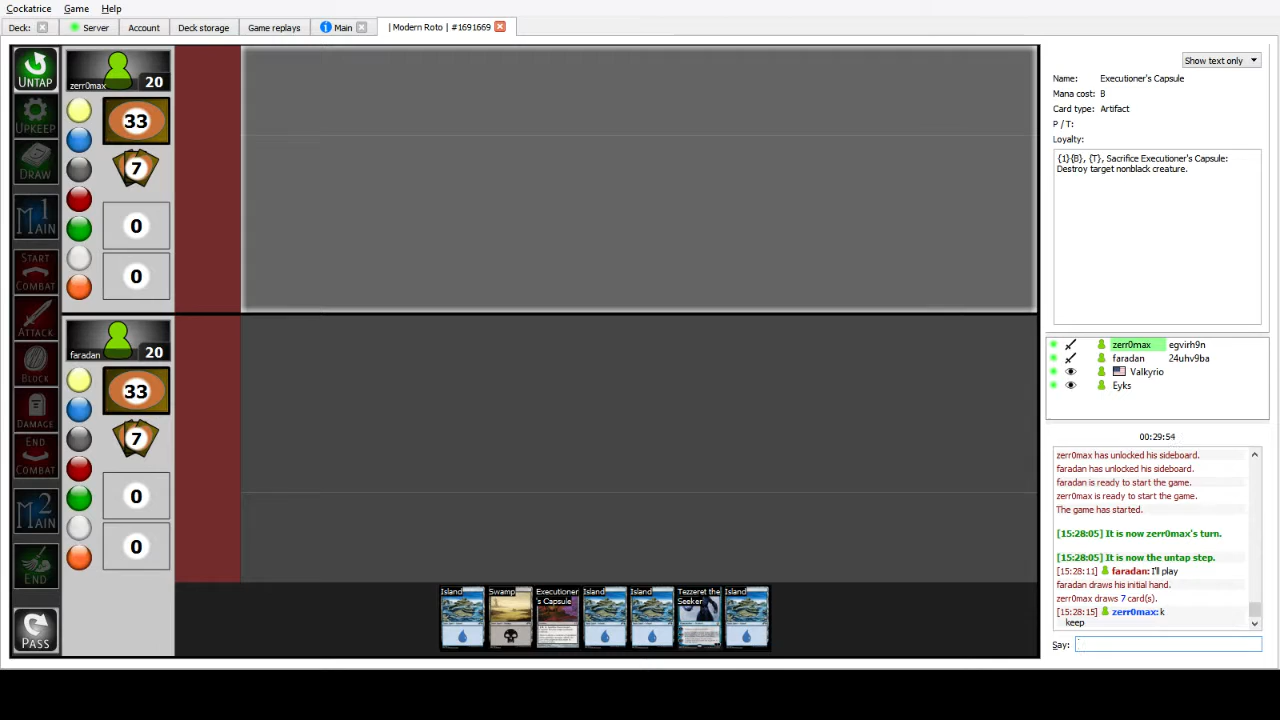 Cockatrice Game Help
Deck: Server Account Deck storage Game replays Main | Modern Roto | #1691669
UNTAP
UPKEEP
DRAW
1
MAIN
START
COMBAT
ATTACK
BLOCK
DAMAGE
END
COMBAT
2
MAIN
END
PASS
zerr0max 20
33
7
0
0
faradan 20
33
7
0
0
Island
Swamp
Executioner
's Capsule
Island
Island
Tezzeret the
Seeker
Island
Show text only
Name: Executioner's Capsule
Mana cost: B
Card type: Artifact
P / T:
Loyalty:
{1}{B}, {T}, Sacrifice Executioner's Capsule:
Destroy target nonblack creature.
zerr0max egvirh9n
faradan 24uhv9ba
Valkyrio
Eyks
00:29:54
zerr0max has unlocked his sideboard.
faradan has unlocked his sideboard.
faradan is ready to start the game.
zerr0max is ready to start the game.
The game has started.
[15:28:05] It is now zerr0max's turn.
[15:28:05] It is now the untap step.
[15:28:11] faradan: I'll play
faradan draws his initial hand.
zerr0max draws 7 card(s).
[15:28:15] zerr0max: k
keep
Say: